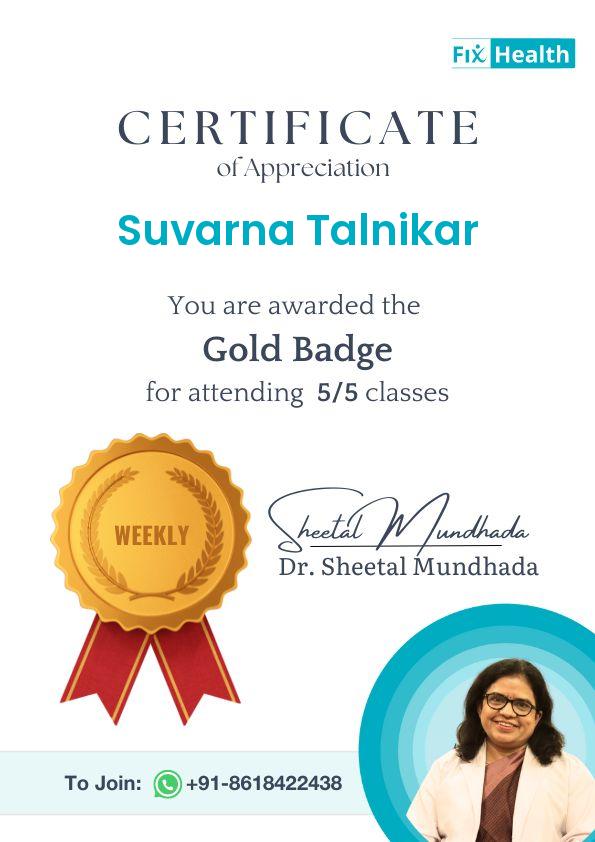 Fix Health
CERTIFICATE
of Appreciation
Suvarna Talnikar
You are awarded the
Gold Badge
for attending 5/5 classes
WEEKLY
Sheetal Mundhada
Dr. Sheetal Mundhada
To Join: +91-8618422438